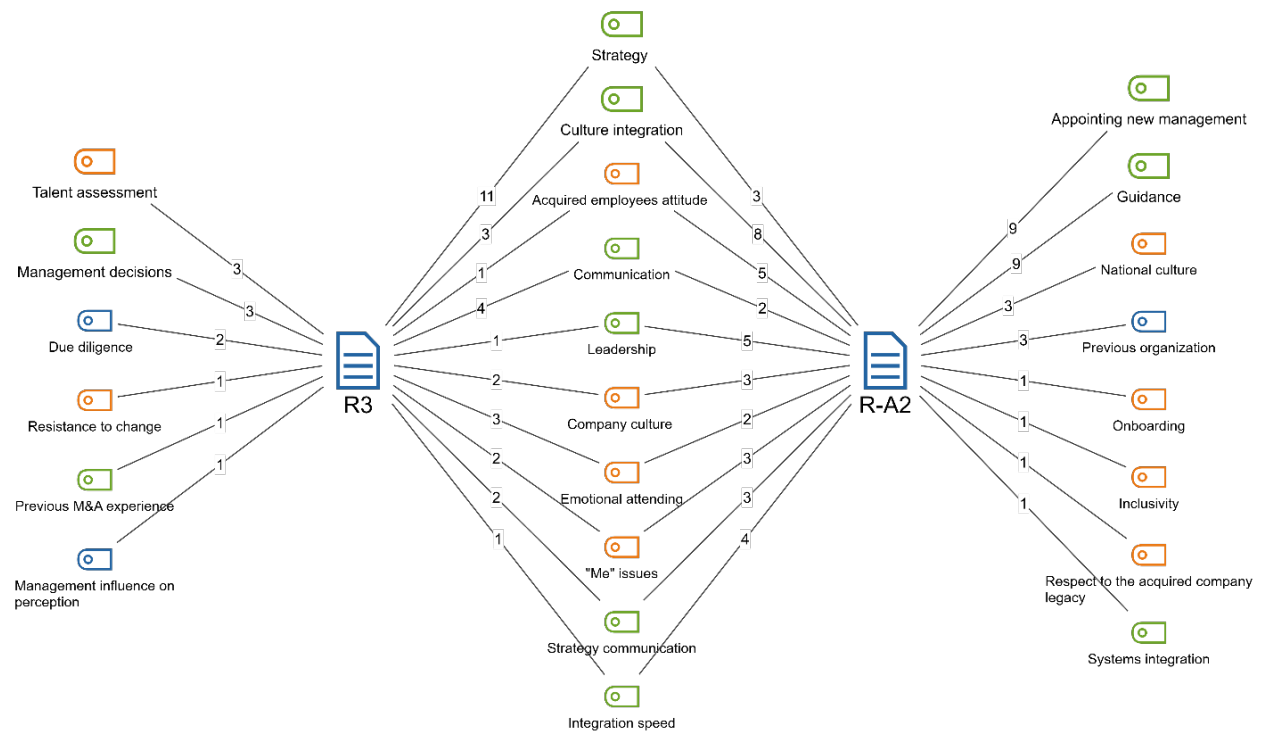 Strategy
Culture integration
Acquired employees attitude
Communication
Leadership
Company culture
Emotional attending
"Me" issues
Strategy communication
Integration speed
Talent assessment
Management decisions
Due diligence
Resistance to change
Previous M&A experience
Management influence on
perception
R3
R-A2
Appointing new management
Guidance
National culture
Previous organization
Onboarding
Inclusivity
Respect to the acquired company
legacy
Systems integration
3
3
2
1
1
1
11
3
1
4
1
2
3
2
2
1
3
8
5
2
5
3
2
3
3
4
9
9
3
3
1
1
1
1